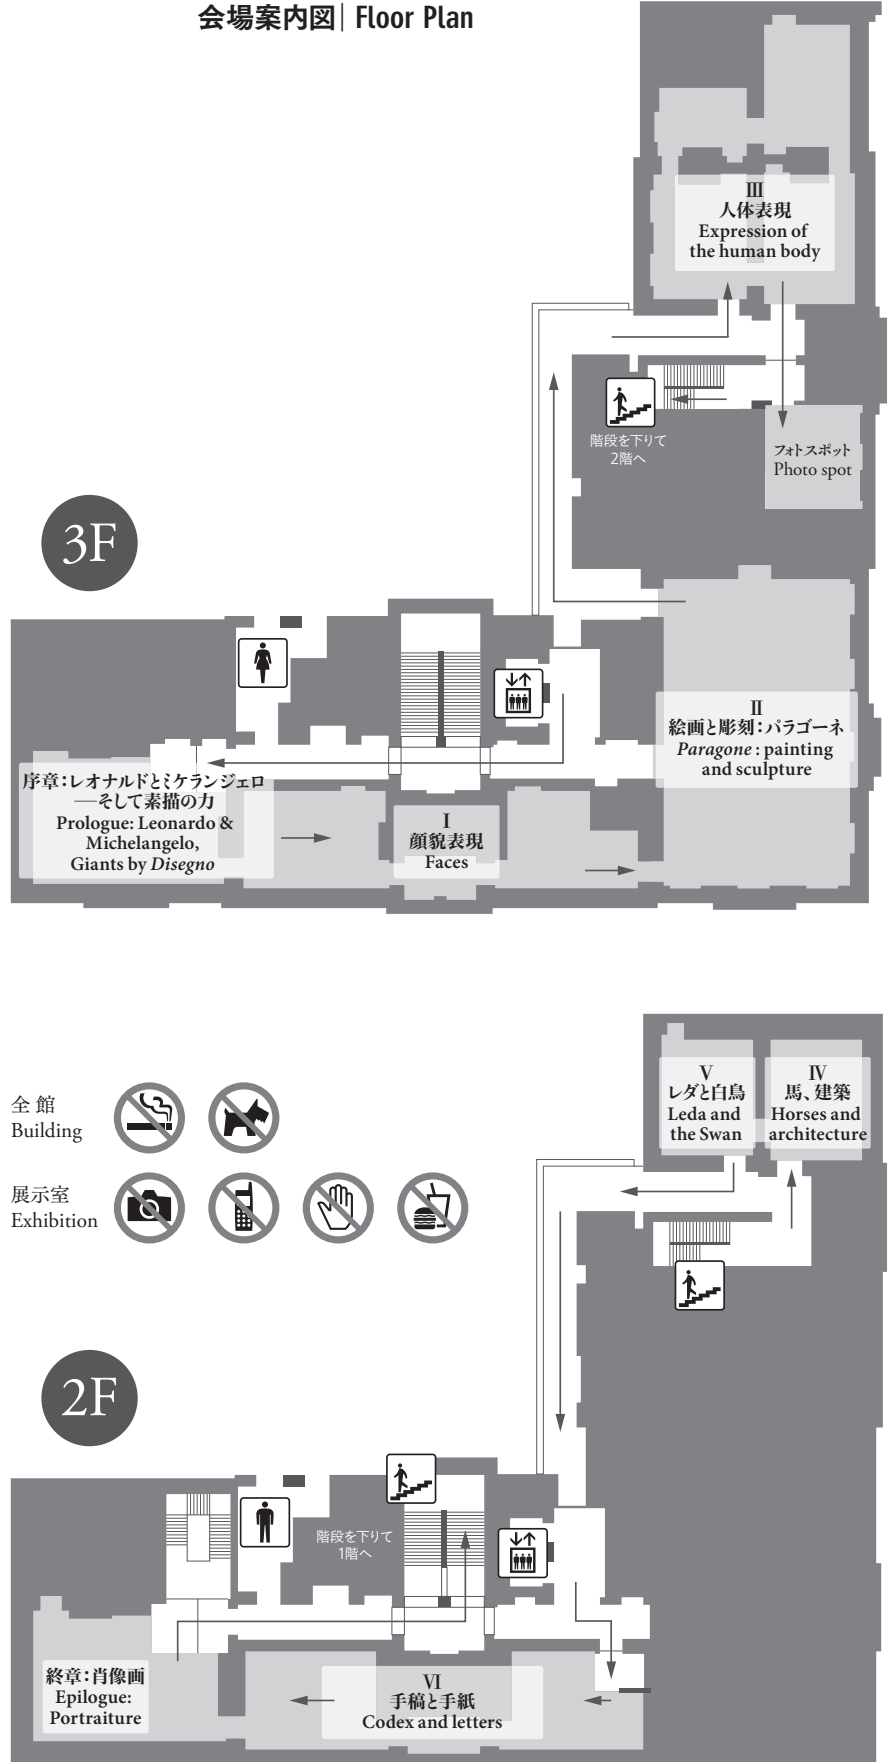 会場案内図| Floor Plan
III
人体表現
Expression of
the human body
階段を下りて
2階へ
フォトスポット
Photo spot
3F
II
絵画と彫刻：パラゴーネ
Paragone : painting
and sculpture
序章：レオナルドとミケランジェロ
──そして素描の力
Prologue: Leonardo &
Michelangelo,
Giants by Disegno
I
顔貌表現
Faces
V
レダと白鳥
Leda and
the Swan
IV
馬、建築
Horses and
architecture
全 館
Building
展示室
Exhibition
2F
階段を下りて
1階へ
終章：肖像画
Epilogue:
Portraiture
VI
手稿と手紙
Codex and letters